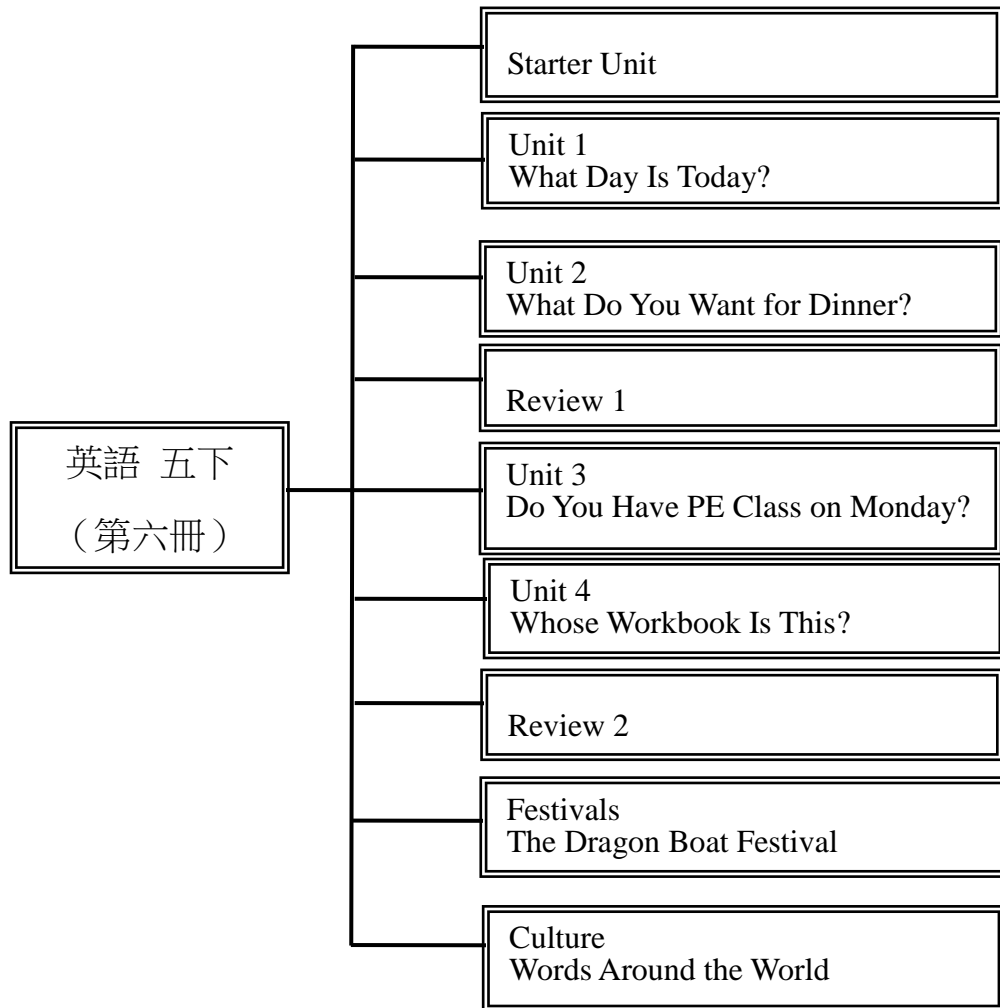 英語 五下
（第六冊）
Starter Unit
Unit 1
What Day Is Today?
Unit 2
What Do You Want for Dinner?
Review 1
Unit 3
Do You Have PE Class on Monday?
Unit 4
Whose Workbook Is This?
Review 2
Festivals
The Dragon Boat Festival
Culture
Words Around the World